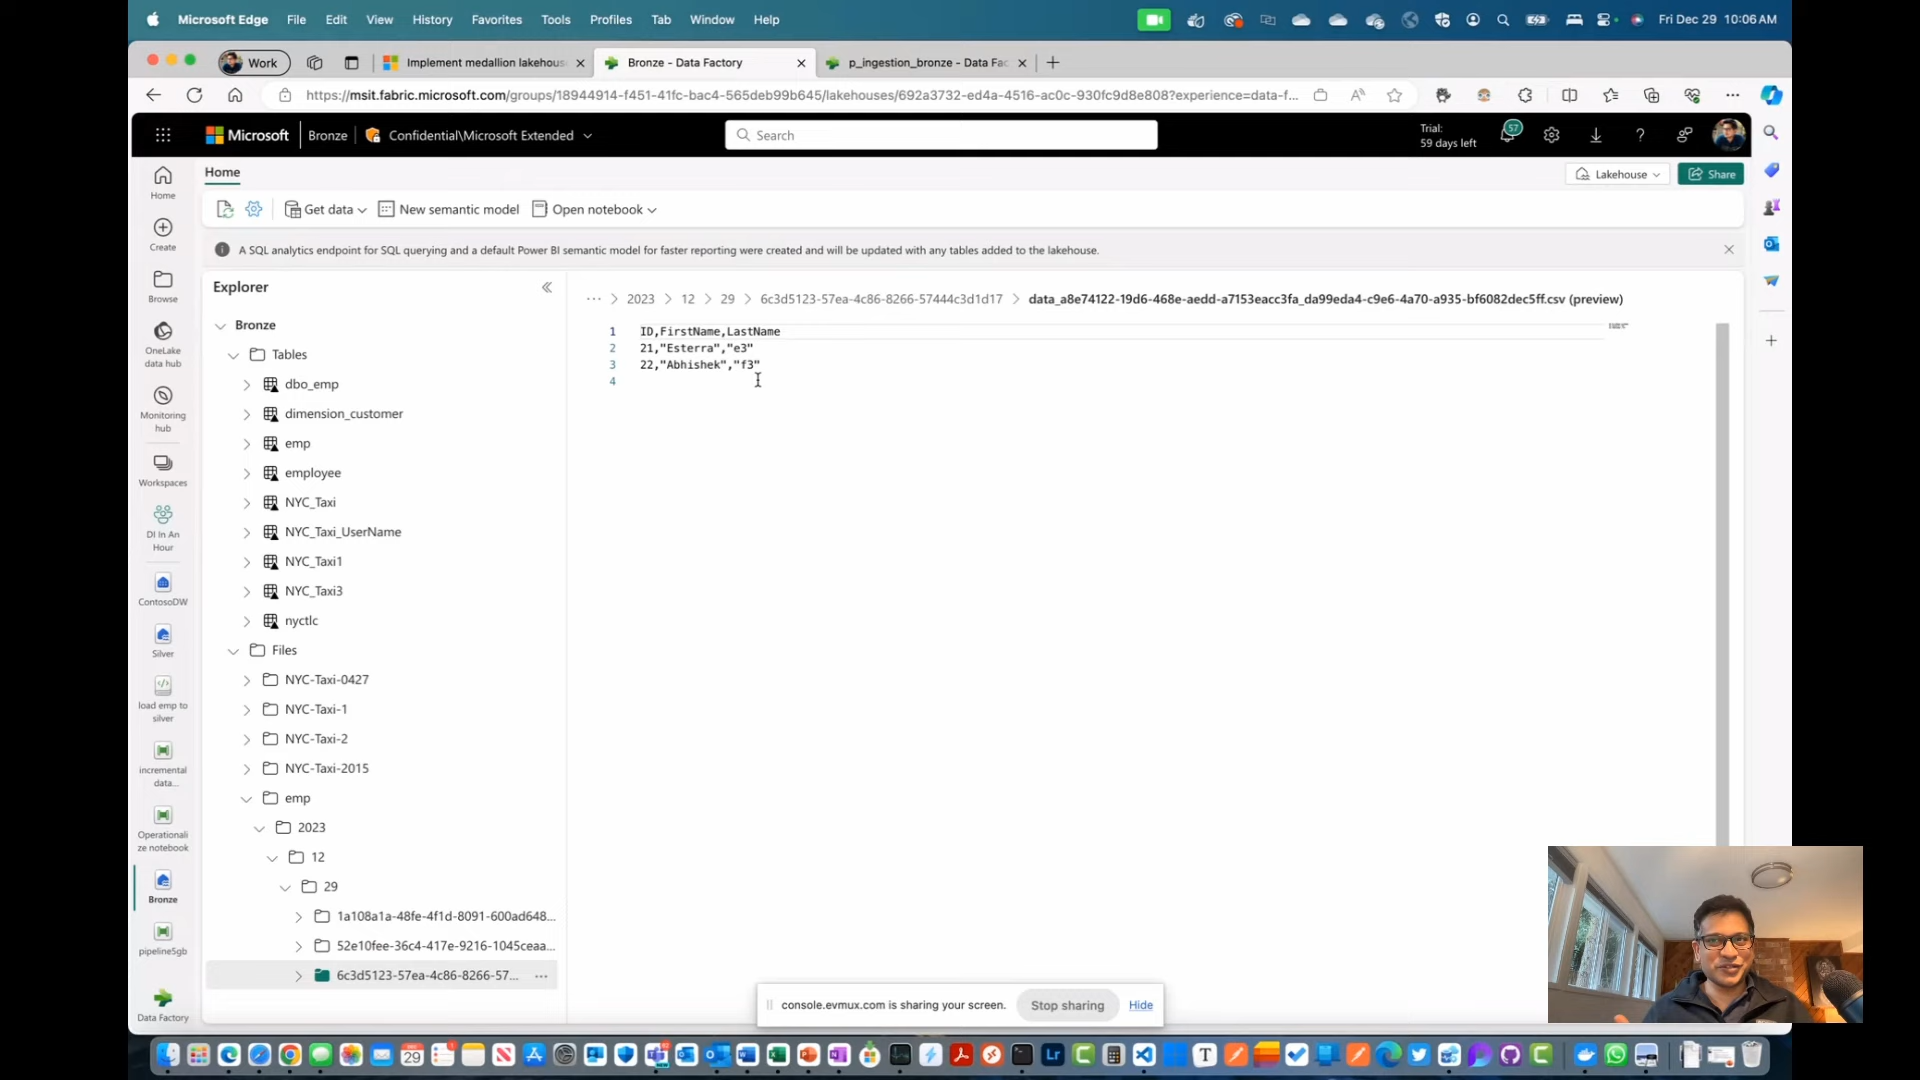 Microsoft Edge File Edit View History Favorites Tools Profiles Tab Window Help
Fri Dec 29 10:06 AM
Work
Implement medallion lakehous
Bronze - Data Factory
p_ingestion_bronze - Data Fac
https://msit.fabric.microsoft.com/groups/18944914-f451-41fc-bac4-565deb99b645/lakehouses/692a3732-ed4a-4516-ac0c-930fc9d8e808?experience=data-f...
Microsoft
Bronze
Confidential\Microsoft Extended
Search
Trial:
59 days left
57
Home
Lakehouse
Share
Get data
New semantic model
Open notebook
A SQL analytics endpoint for SQL querying and a default Power BI semantic model for faster reporting were created and will be updated with any tables added to the lakehouse.
Home
Create
Browse
OneLake
data hub
Monitoring
hub
Workspaces
DI In An
Hour
ContosoDW
Silver
load emp to
silver
incremental
data...
Operationali
ze notebook
Bronze
pipeline5gb
Data Factory
Explorer
Bronze
Tables
dbo_emp
dimension_customer
emp
employee
NYC_Taxi
NYC_Taxi_UserName
NYC_Taxi1
NYC_Taxi3
nyctlc
Files
NYC-Taxi-0427
NYC-Taxi-1
NYC-Taxi-2
NYC-Taxi-2015
emp
2023
12
29
1a108a1a-48fe-4f1d-8091-600ad648...
52e10fee-36c4-417e-9216-1045ceaa...
6c3d5123-57ea-4c86-8266-57...
... > 2023 > 12 > 29 > 6c3d5123-57ea-4c86-8266-57444c3d1d17 > data_a8e74122-19d6-468e-aedd-a7153eacc3fa_da99eda4-c9e6-4a70-a935-bf6082dec5ff.csv (preview)
1 ID,FirstName,LastName
2 21,"Esterra","e3"
3 22,"Abhishek","f3"
4
console.evmux.com is sharing your screen.
Stop sharing
Hide
29
Lr
T